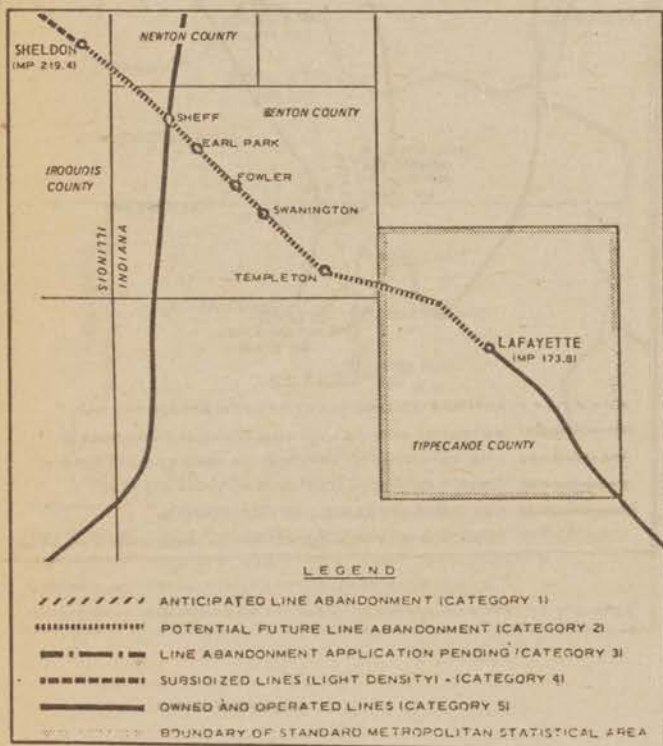 NEWTON COUNTY
SHELDON
(MP 219.4)
BENTON COUNTY
SHEFF
EARL PARK
IROQUOIS
COUNTY
FOWLER
SWANINGTON
ILLINOIS
INDIANA
TEMPLETON
LAFAYETTE
(MP 173.8)
TIPPECANOE COUNTY
LEGEND
ANTICIPATED LINE ABANDONMENT (CATEGORY 1)
POTENTIAL FUTURE LINE ABANDONMENT (CATEGORY 2)
LINE ABANDONMENT APPLICATION PENDING (CATEGORY 3)
SUBSIDIZED LINES (LIGHT DENSITY) - (CATEGORY 4)
OWNED AND OPERATED LINES (CATEGORY 5)
BOUNDARY OF STANDARD METROPOLITAN STATISTICAL AREA